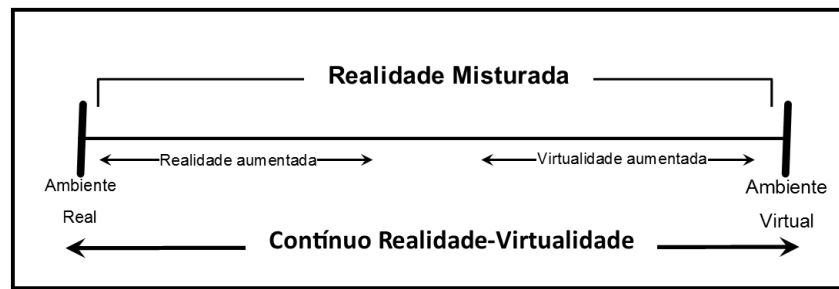 Realidade Misturada
Realidade aumentada
Virtualidade aumentada
Ambiente
Real
Ambiente
Virtual
Contínuo Realidade-Virtualidade